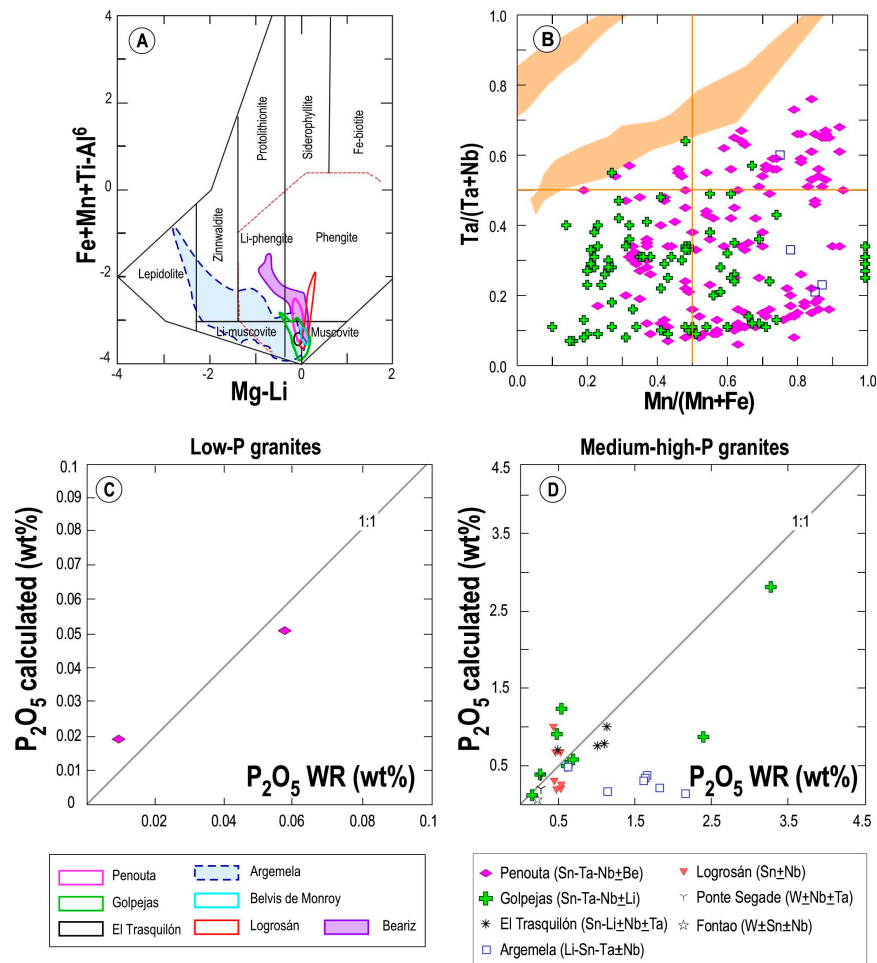 A
Fe+Mn+Ti-Al⁶
4
2
0
-2
-4
-4
-2
0
2
Mg-Li
Protolithionite
Siderophyllite
Fe-biotite
Zinnwaldite
Li-phengite
Phengite
Lepidolite
Li-muscovite
Muscovite
B
Ta/(Ta+Nb)
1.0
0.8
0.6
0.4
0.2
0.0
0.0
0.2
0.4
0.6
0.8
1.0
Mn/(Mn+Fe)
Low-P granites
C
P₂O₅ calculated (wt%)
0.1
0.09
0.08
0.07
0.06
0.05
0.04
0.03
0.02
0.01
0
0.02
0.04
0.06
0.08
0.1
1:1
P₂O₅ WR (wt%)
Medium-high-P granites
D
P₂O₅ calculated (wt%)
4.5
3.5
2.5
1.5
0.5
0.5
1.5
2.5
3.5
4.5
1:1
P₂O₅ WR (wt%)
Penouta
Argemela
Golpejas
Belvis de Monroy
El Trasquilón
Logrosán
Beariz
Penouta (Sn-Ta-Nb±Be)
Logrosán (Sn±Nb)
Golpejas (Sn-Ta-Nb±Li)
Ponte Segade (W±Nb±Ta)
El Trasquilón (Sn-Li±Nb±Ta)
Fontao (W±Sn±Nb)
Argemela (Li-Sn-Ta±Nb)